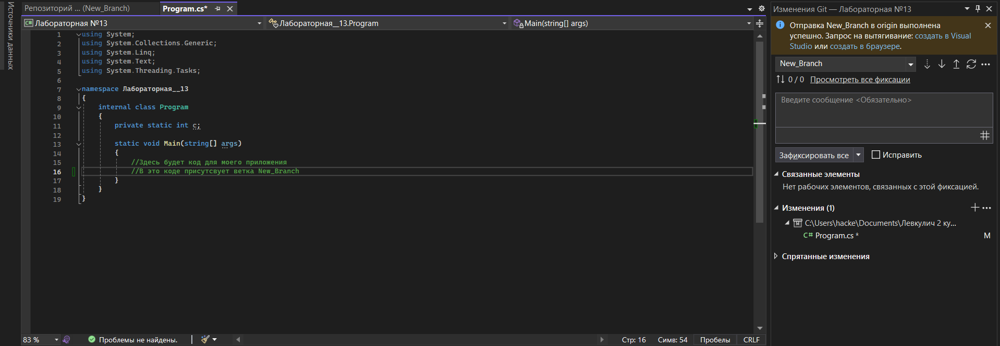 Источники данных
Репозиторий ... (New_Branch)
Program.cs*
C# Лабораторная №13
Лабораторная__13.Program
Main(string[] args)
1 using System;
2 using System.Collections.Generic;
3 using System.Linq;
4 using System.Text;
5 using System.Threading.Tasks;
6
7 namespace Лабораторная__13
8 {
9 internal class Program
10 {
11 private static int c;
12
13 static void Main(string[] args)
14 {
15 //Здесь будет код для моего приложения
16 //В это коде присутсвует ветка New_Branch
17 }
18 }
19 }
83 %
Проблемы не найдены.
Стр: 16
Симв: 54
Пробелы
CRLF
Изменения Git — Лабораторная №13
Отправка New_Branch в origin выполнена
успешно. Запрос на вытягивание: создать в Visual
Studio или создать в браузере.
New_Branch
0 / 0 Просмотреть все фиксации
Введите сообщение <Обязательно>
Зафиксировать все
Исправить
Связанные элементы
Нет рабочих элементов, связанных с этой фиксацией.
Изменения (1)
C:\Users\hacke\Documents\Левкулич 2 ку...
C# Program.cs * M
Спрятанные изменения